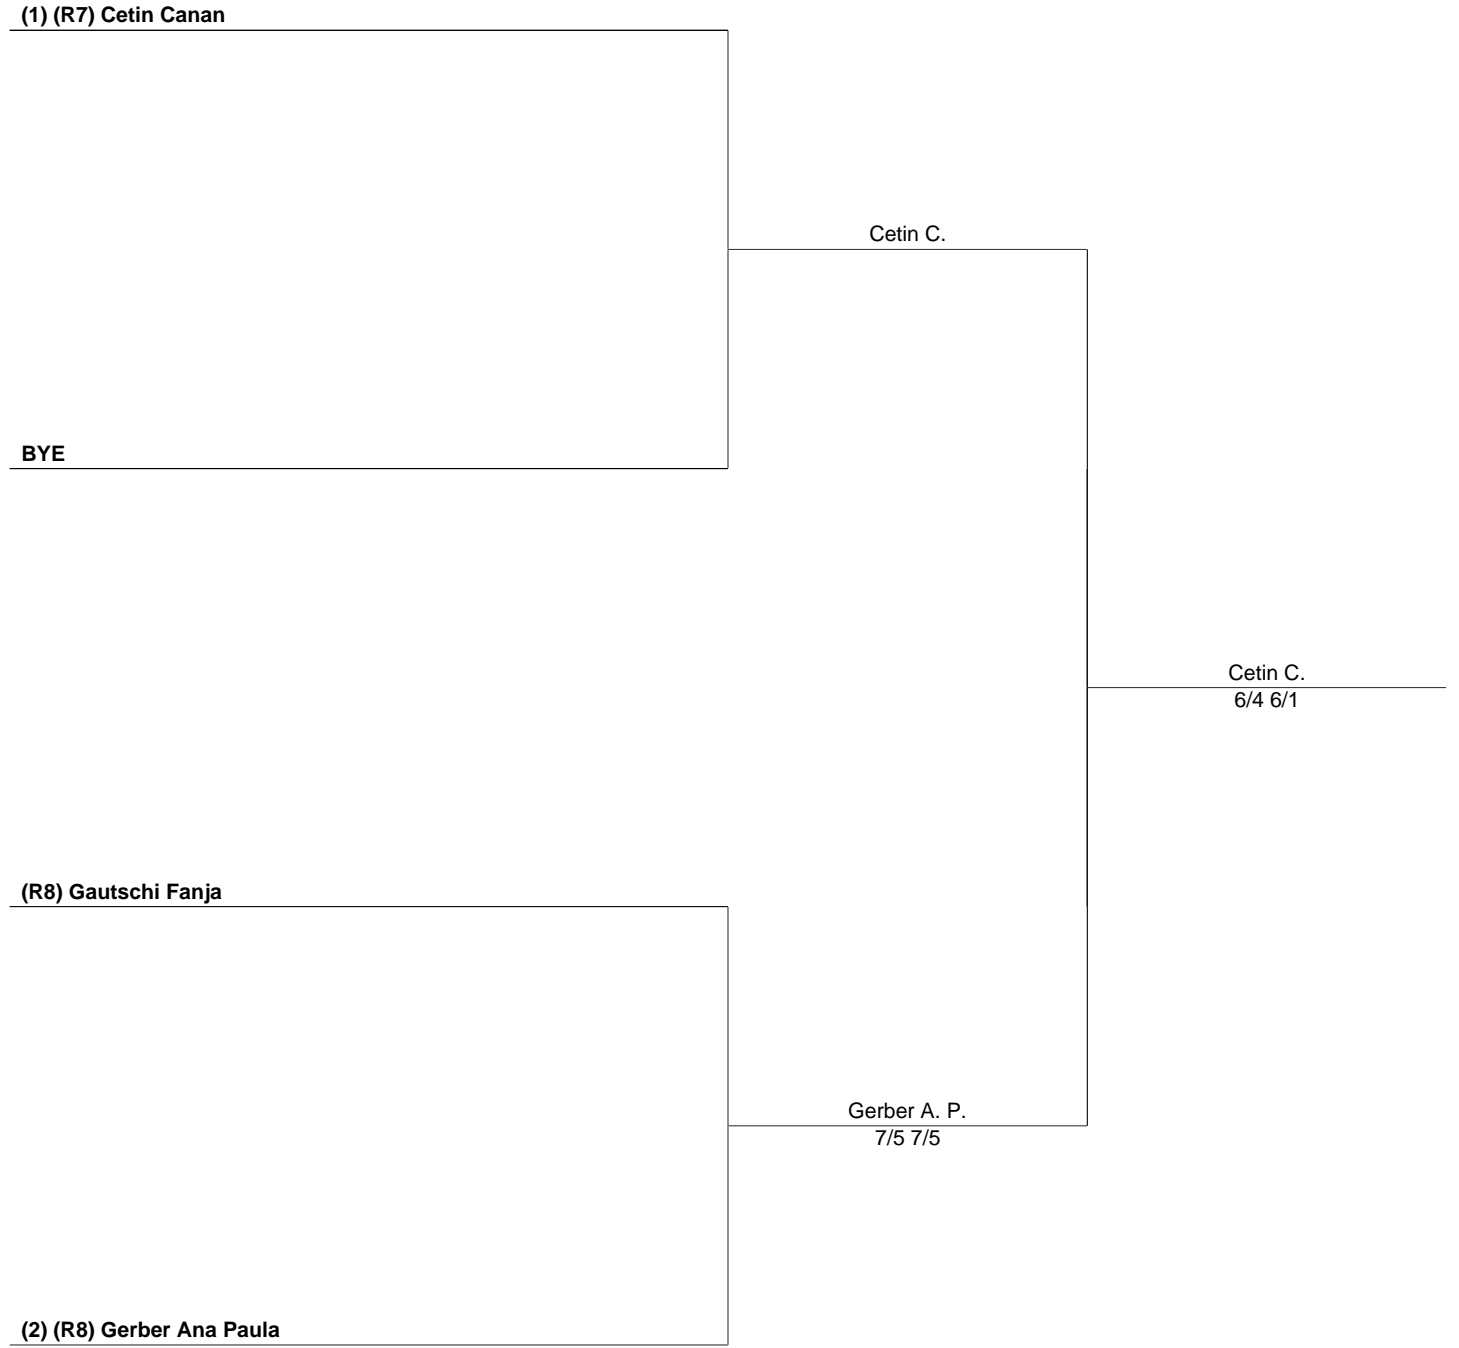 (1) (R7) Cetin Canan
Cetin C.
BYE
Cetin C.
6/4 6/1
(R8) Gautschi Fanja
Gerber A. P.
7/5 7/5
(2) (R8) Gerber Ana Paula